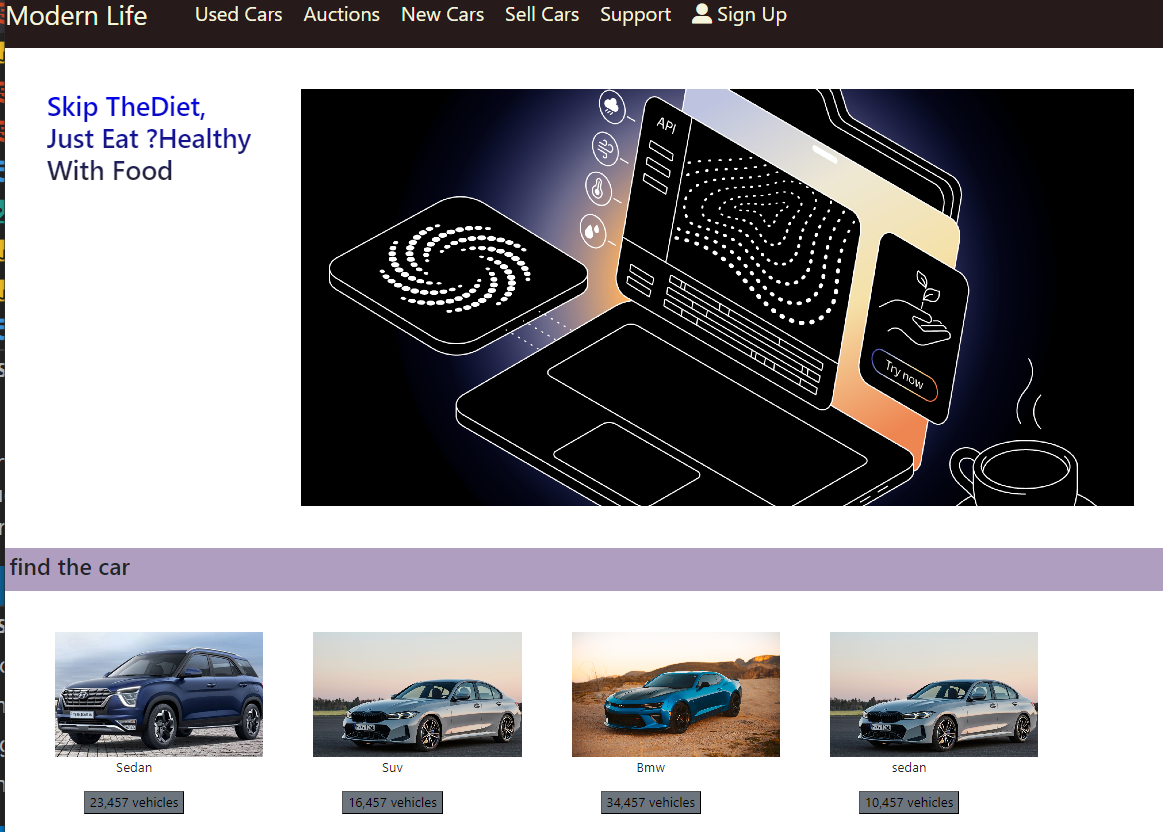 Modern Life Used Cars Auctions New Cars Sell Cars Support Sign Up
Skip TheDiet,
Just Eat ?Healthy
With Food
API
Try now
find the car
Sedan Suv Bmw sedan
23,457 vehicles 16,457 vehicles 34,457 vehicles 10,457 vehicles